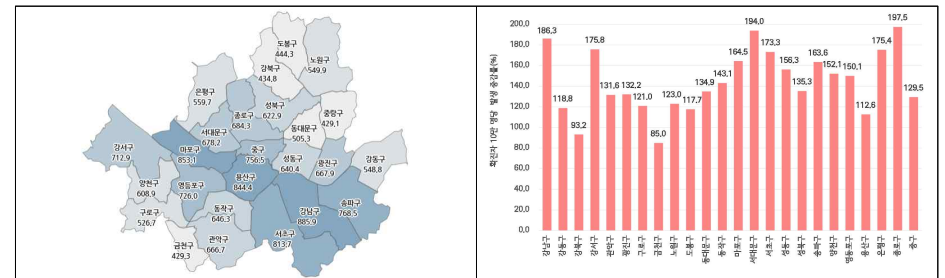 도봉구
444,3
노원구
549,9
강북구
434,8
은평구
559,7
성북구
622,9
종로구
684,3
중랑구
429,1
동대문구
505,3
서대문구
678,2
강서구
712,9
마포구
853,1
중구
756,5
성동구
640,4
광진구
667,9
강동구
548,8
용산구
844,4
양천구
608,9
영등포구
726,0
송파구
768,5
동작구
646,3
강남구
885,9
구로구
526,7
서초구
813,7
관악구
666,7
금천구
429,3
확진자 10만 명당 발생 증감률(%)
200,0
180,0
160,0
140,0
120,0
100,0
80,0
60,0
40,0
20,0
0,0
186,3
118,8
93,2
175,8
131,6
132,2
121,0
85,0
123,0
117,7
134,9
143,1
164,5
194,0
173,3
156,3
135,3
163,6
152,1
150,1
112,6
175,4
197,5
129,5
강남구
강동구
강북구
강서구
관악구
광진구
구로구
금천구
노원구
도봉구
동대문구
동작구
마포구
서대문구
서초구
성동구
성북구
송파구
양천구
영등포구
용산구
은평구
종로구
중구